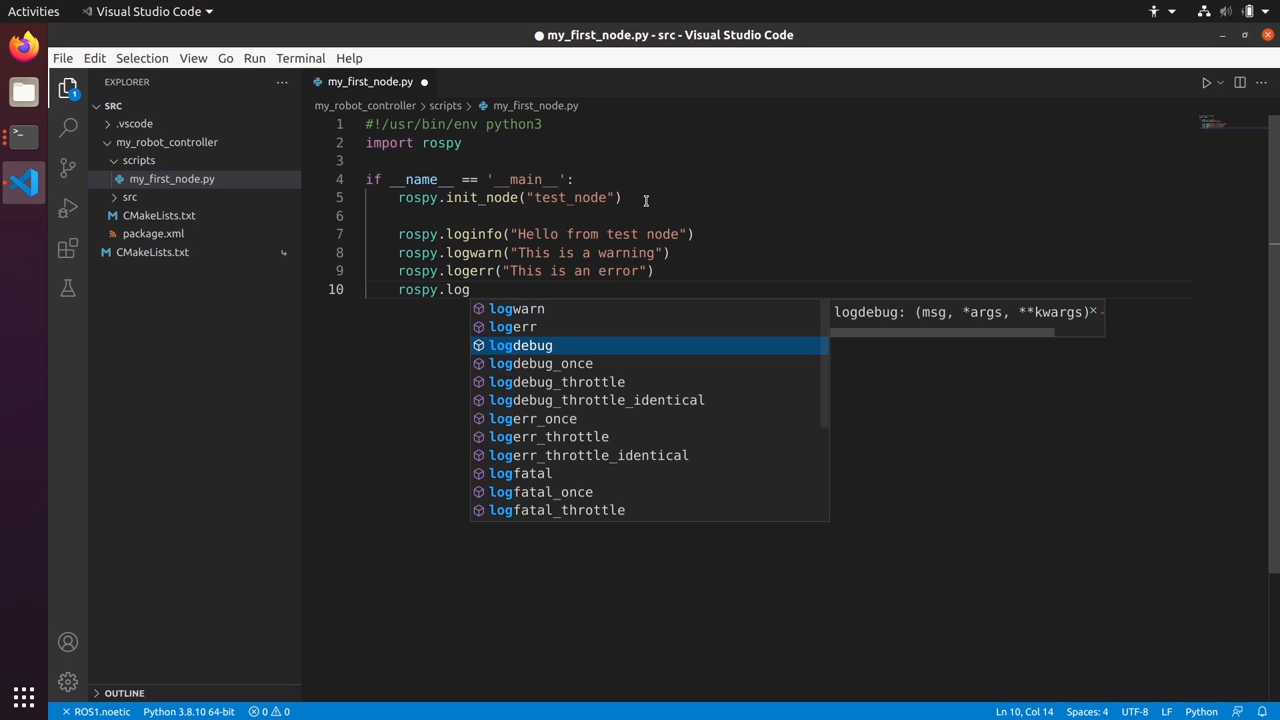 Activities Visual Studio Code
my_first_node.py - src - Visual Studio Code
File Edit Selection View Go Run Terminal Help
EXPLORER
SRC
.vscode
my_robot_controller
scripts
my_first_node.py
src
CMakeLists.txt
package.xml
CMakeLists.txt
OUTLINE
1
my_first_node.py
my_robot_controller > scripts > my_first_node.py
1 #!/usr/bin/env python3
2 import rospy
3
4 if __name__ == '__main__':
5 rospy.init_node("test_node")
6
7 rospy.loginfo("Hello from test node")
8 rospy.logwarn("This is a warning")
9 rospy.logerr("This is an error")
10 rospy.log
logwarn
logerr
logdebug
logdebug_once
logdebug_throttle
logdebug_throttle_identical
logerr_once
logerr_throttle
logerr_throttle_identical
logfatal
logfatal_once
logfatal_throttle
logdebug: (msg, *args, **kwargs)
ROS1.noetic Python 3.8.10 64-bit 0 0 Ln 10, Col 14 Spaces: 4 UTF-8 LF Python